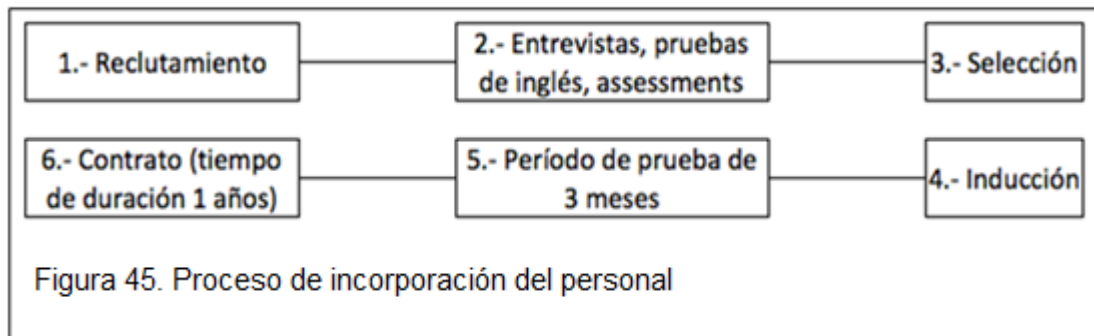 1.- Reclutamiento
2.- Entrevistas, pruebas
de inglés, assessments
3.- Selección
6.- Contrato (tiempo
de duración 1 años)
5.- Período de prueba de
3 meses
4.- Inducción
Figura 45. Proceso de incorporación del personal